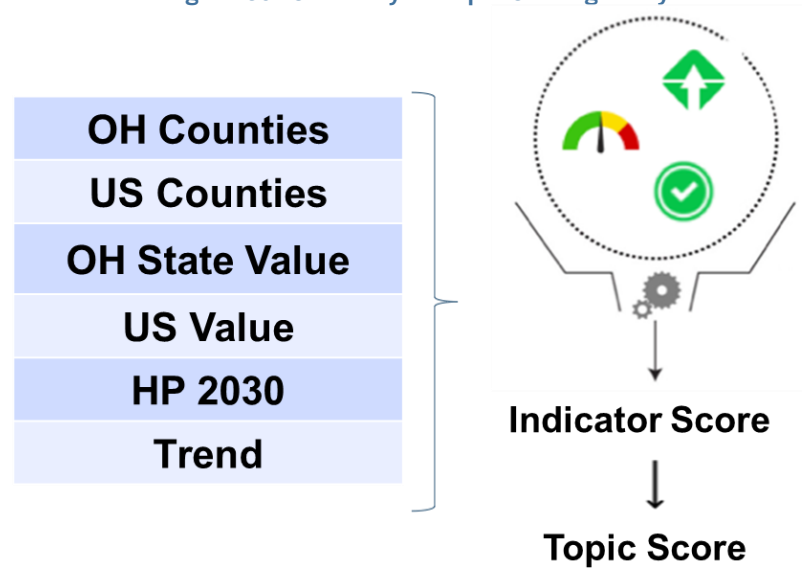 OH Counties
US Counties
OH State Value
US Value
HP 2030
Trend
Indicator Score
Topic Score